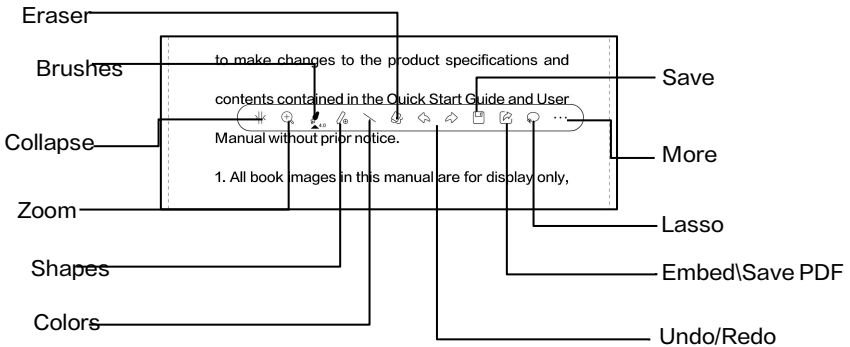 Eraser
Brushes
Collapse
Zoom
Shapes
Colors
to make changes to the product specifications and
contents contained in the Quick Start Guide and User
4.0
Manual without prior notice.
1. All book images in this manual are for display only,
Save
More
Lasso
Embed\Save PDF
Undo/Redo